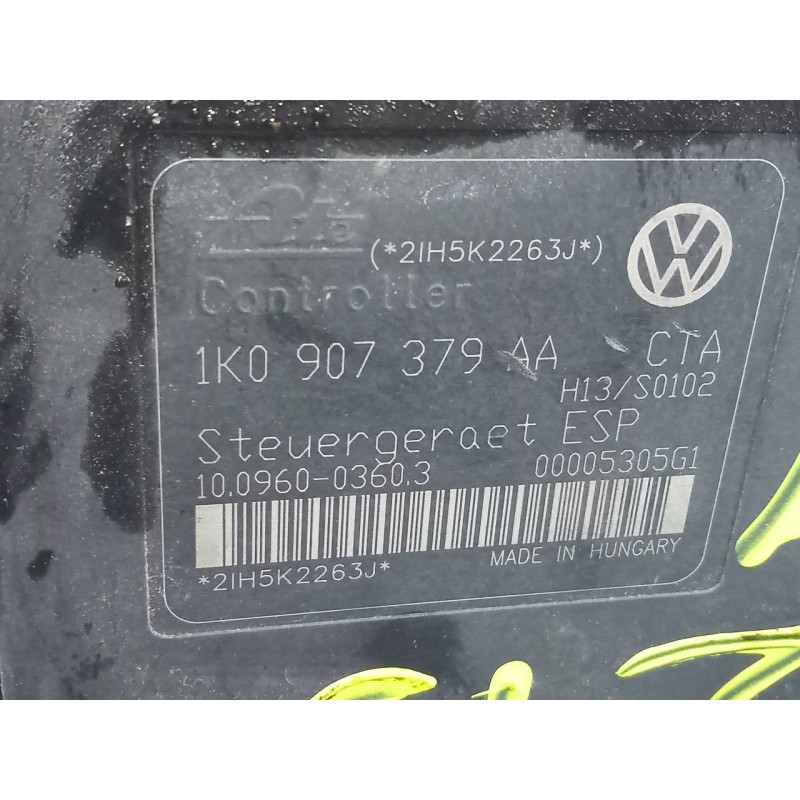 Ate
(*2IH5K2263J*)
Controller
1K0 907 379 AA CTA
H13/S0102
Steuergeraet ESP
10.0960-0360.3 00005305G1
MADE IN HUNGARY
*2IH5K2263J*